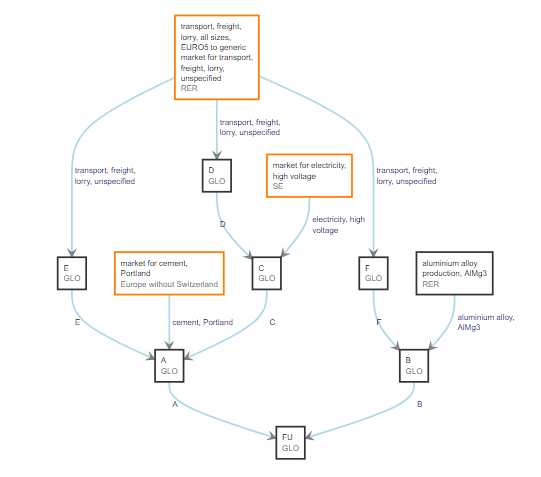 transport, freight,
lorry, all sizes,
EURO5 to generic
market for transport,
freight, lorry,
unspecified
RER
transport, freight,
lorry, unspecified
D
GLO
market for electricity,
high voltage
SE
transport, freight,
lorry, unspecified
transport, freight,
lorry, unspecified
D
electricity, high
voltage
E
GLO
market for cement,
Portland
Europe without Switzerland
C
GLO
F
GLO
aluminium alloy
production, AlMg3
RER
E
cement, Portland
C
F
aluminium alloy,
AlMg3
A
GLO
B
GLO
A
B
FU
GLO